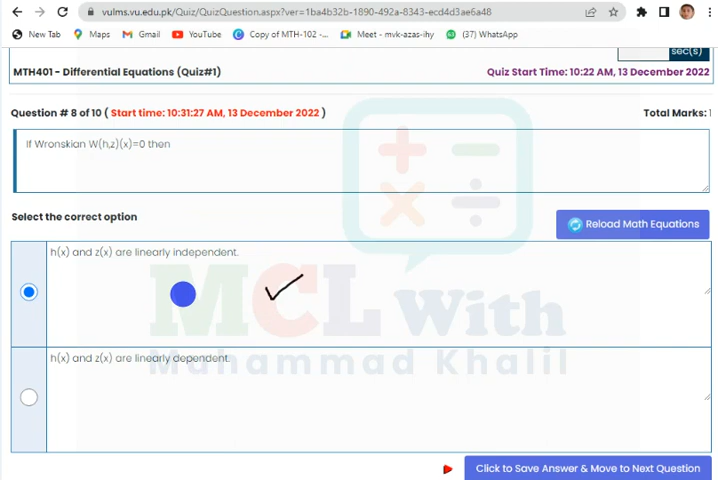 vulms.vu.edu.pk/Quiz/QuizQuestion.aspx?ver=1ba4b32b-1890-492a-8343-ecd4d3ae6a48
New Tab Maps Gmail YouTube Copy of MTH-102 -... Meet - mvk-azas-ihy (37) WhatsApp
sec(s)
MTH401 - Differential Equations (Quiz#1) Quiz Start Time: 10:22 AM, 13 December 2022
Question # 8 of 10 ( Start time: 10:31:27 AM, 13 December 2022 ) Total Marks: 1
If Wronskian W(h,z)(x)=0 then
Select the correct option
Reload Math Equations
h(x) and z(x) are linearly independent.
MCL With
Muhammad Khalil
h(x) and z(x) are linearly dependent.
Click to Save Answer & Move to Next Question